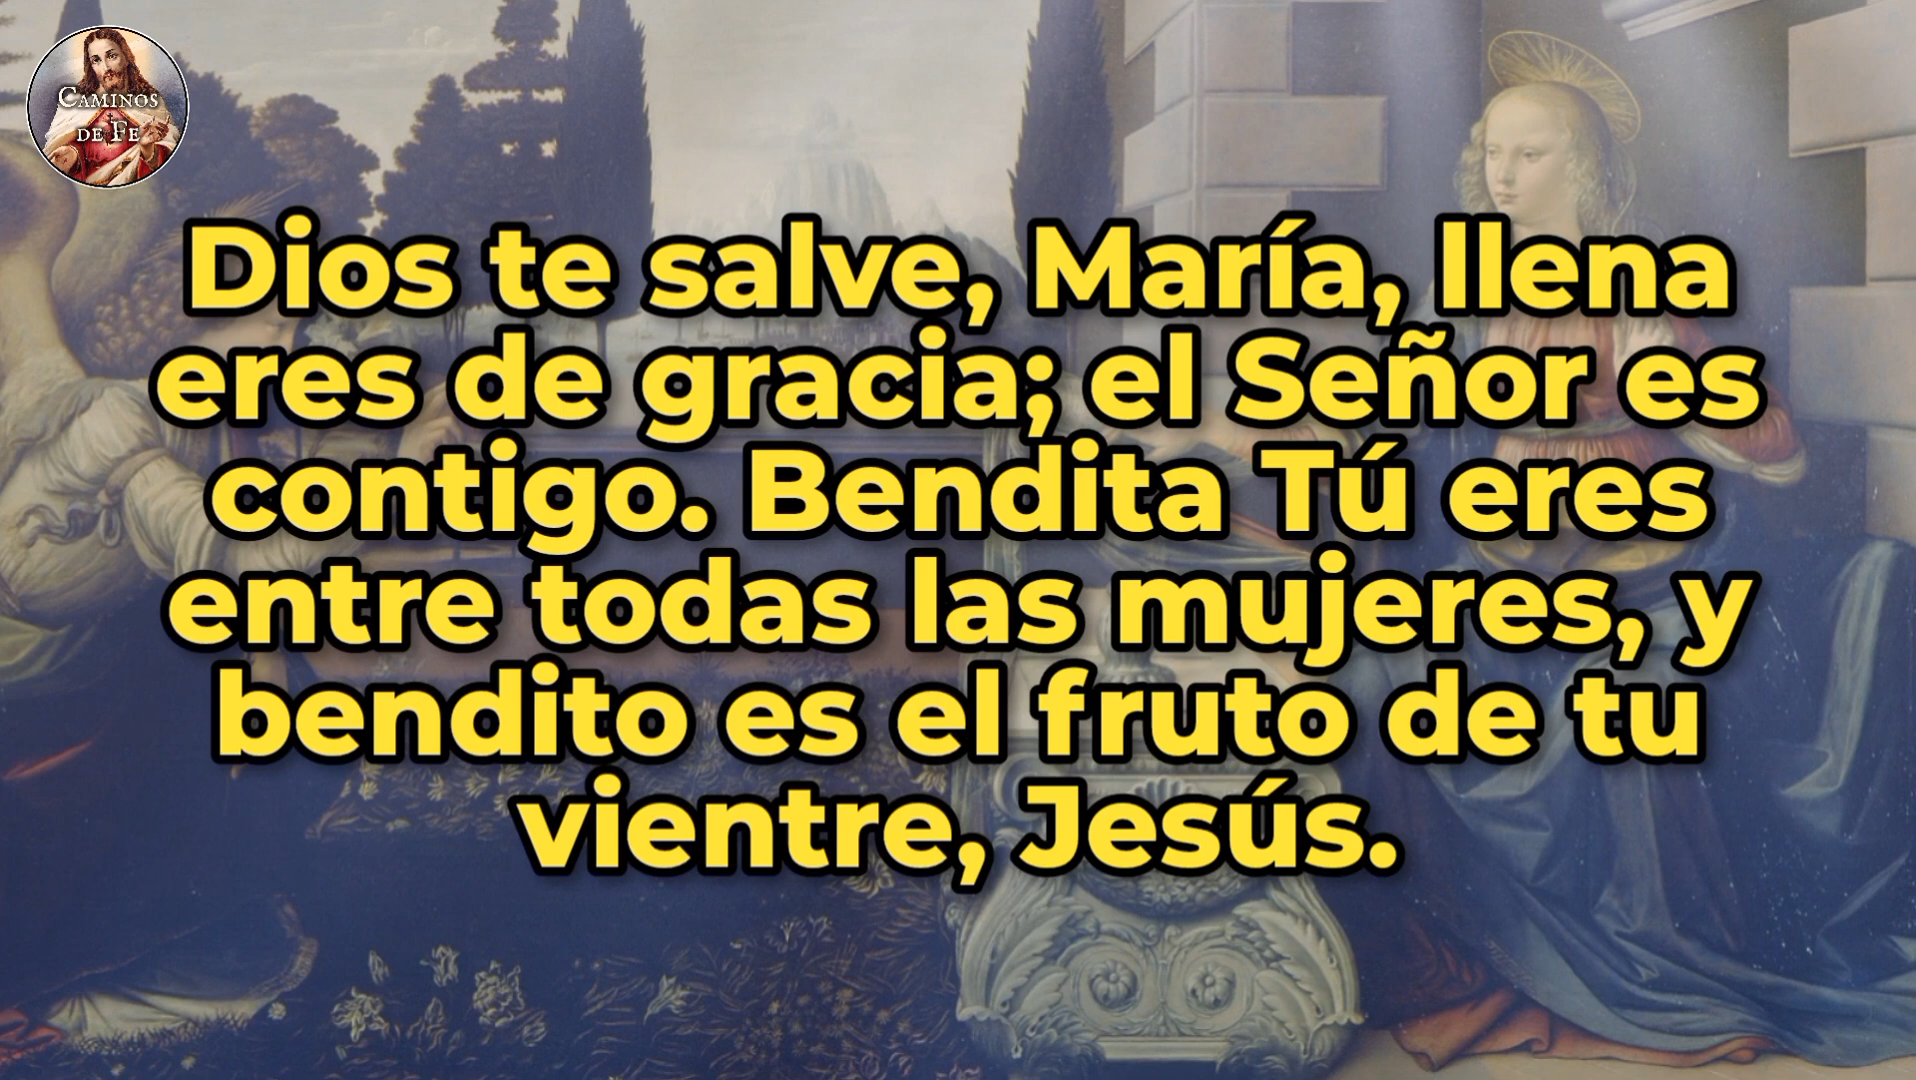 CAMINOS
DE FE
Dios te salve, María, llena
eres de gracia; el Señor es
contigo. Bendita Tú eres
entre todas las mujeres, y
bendito es el fruto de tu
vientre, Jesús.